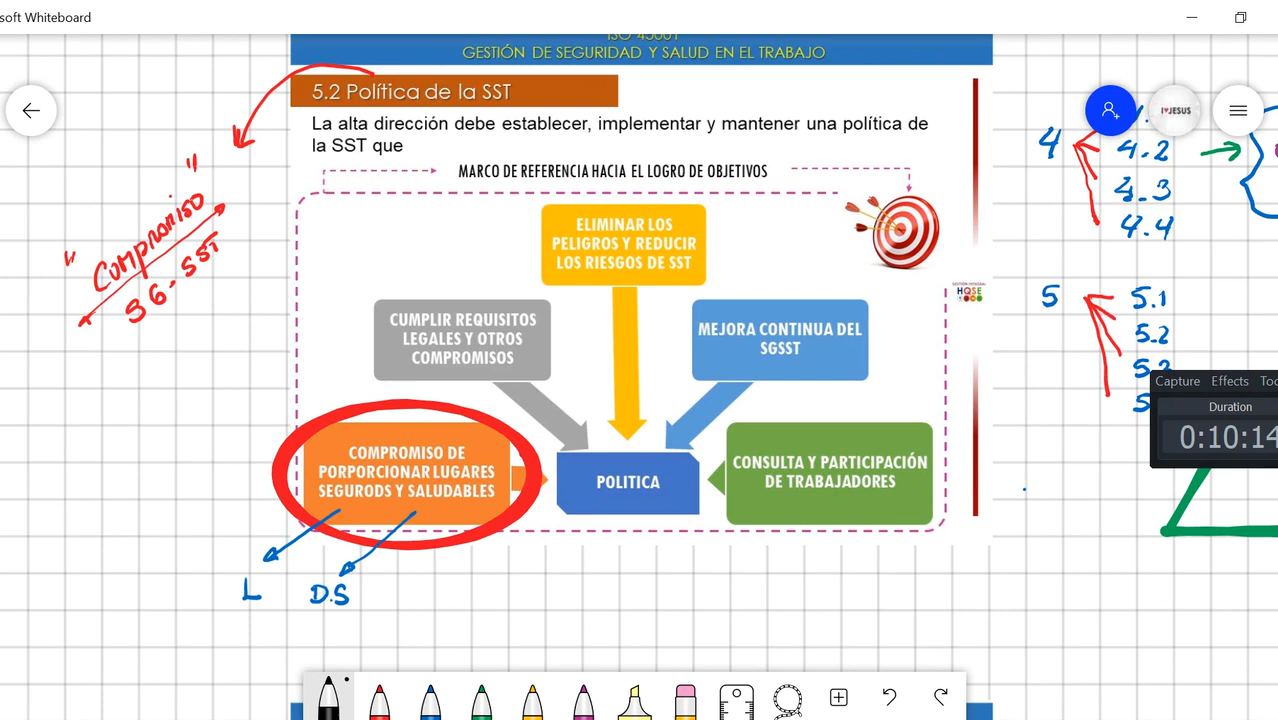 soft Whiteboard
ISO 45001
GESTIÓN DE SEGURIDAD Y SALUD EN EL TRABAJO
5.2 Política de la SST
La alta dirección debe establecer, implementar y mantener una política de
la SST que
MARCO DE REFERENCIA HACIA EL LOGRO DE OBJETIVOS
ELIMINAR LOS
PELIGROS Y REDUCIR
LOS RIESGOS DE SST
CUMPLIR REQUISITOS
LEGALES Y OTROS
COMPROMISOS
MEJORA CONTINUA DEL
SGSST
COMPROMISO DE
PORPORCIONAR LUGARES
SEGURODS Y SALUDABLES
POLITICA
CONSULTA Y PARTICIPACIÓN
DE TRABAJADORES
"Compromiso"
SG-SST
L
D.S
HQSE
I♥JESUS
4
4.2
4.3
4.4
5
5.1
5.2
Capture Effects
Duration
0:10:14